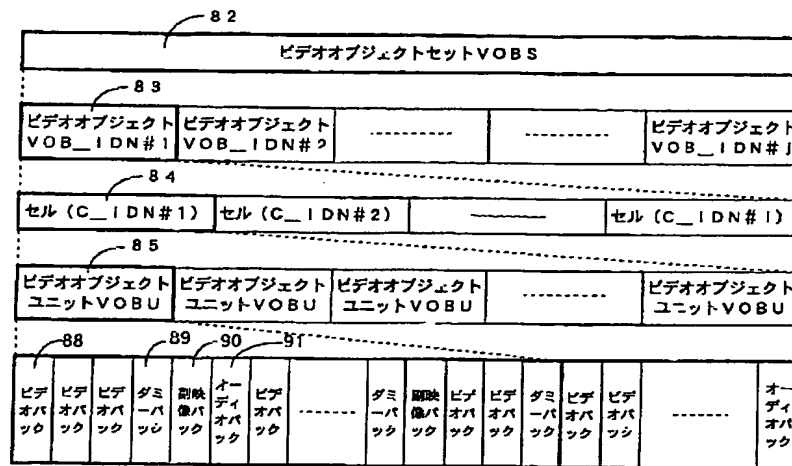 82
ビデオオブジェクトセットVOBS
83
ビデオオブジェクト
VOB__IDN#1
ビデオオブジェクト
VOB__IDN#2
ビデオオブジェクト
VOB__IDN#j
84
セル(C__IDN#1)
セル(C__IDN#2)
セル(C__IDN#l)
85
ビデオオブジェクト
ユニットVOBU
ビデオオブジェクト
ユニットVOBU
ビデオオブジェクト
ユニットVOBU
ビデオオブジェクト
ユニットVOBU
88
89
90
91
ビデオパック
ビデオパック
ビデオパック
ダミーパック
副映像パック
オーディオパック
ビデオパック
ダミーパック
副映像パック
ビデオパック
ビデオパック
ダミーパック
ビデオパック
ビデオパック
オーディオパック